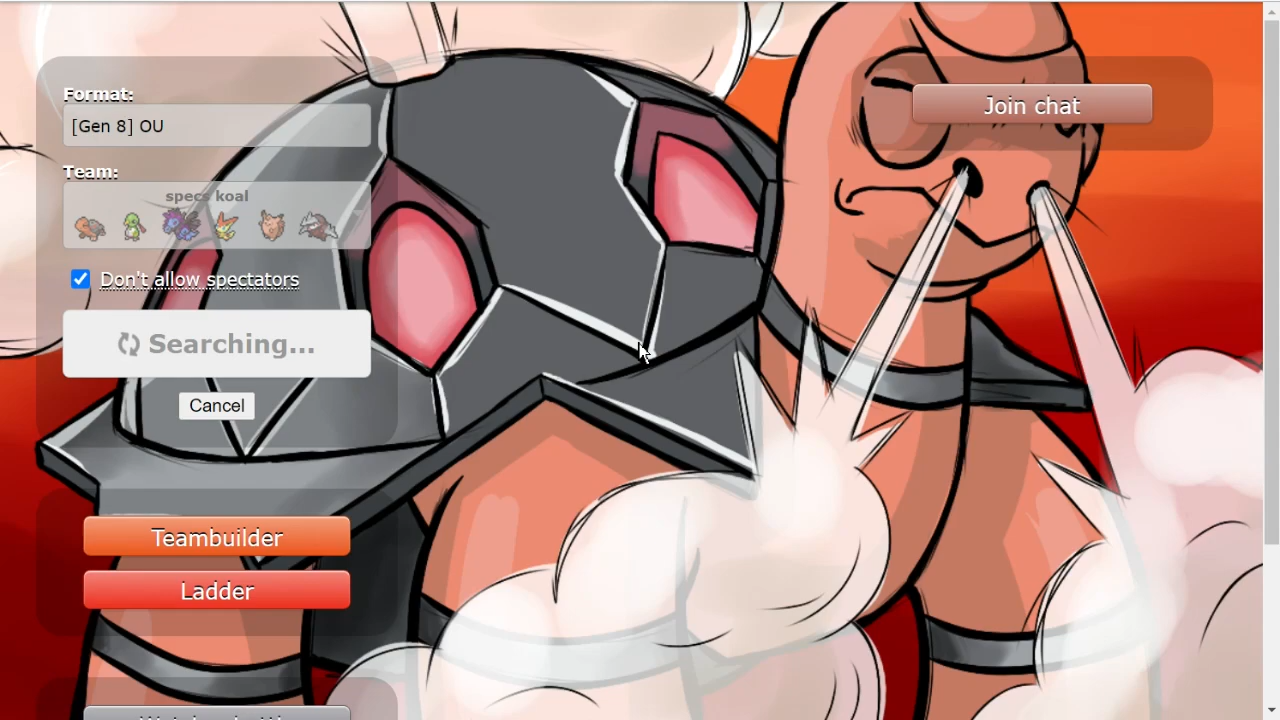 Format:
[Gen 8] OU
Team:
specs koal
Don't allow spectators
Searching...
Cancel
Teambuilder
Ladder
Join chat